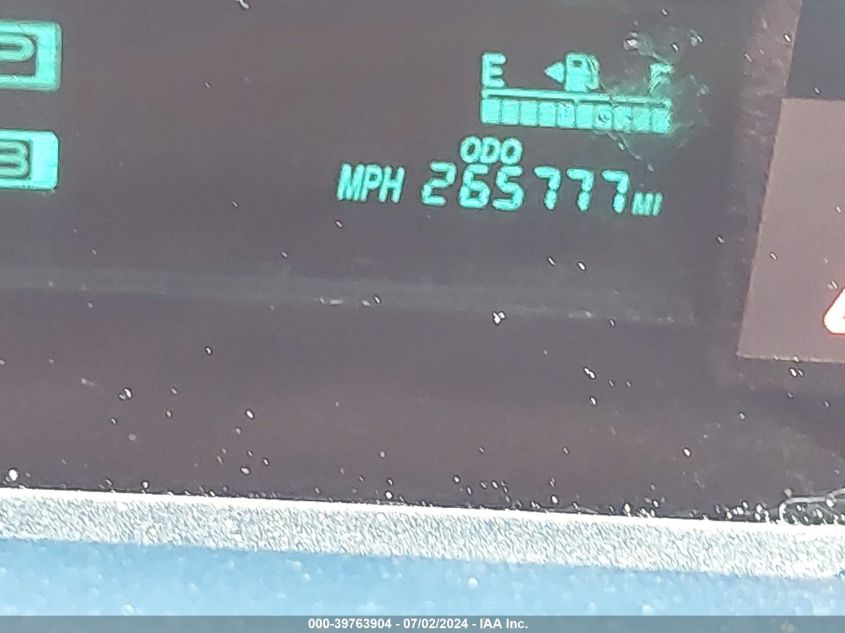 P
E F
B
ODO
MPH 265777 MI
000-39763904 - 07/02/2024 - IAA Inc.